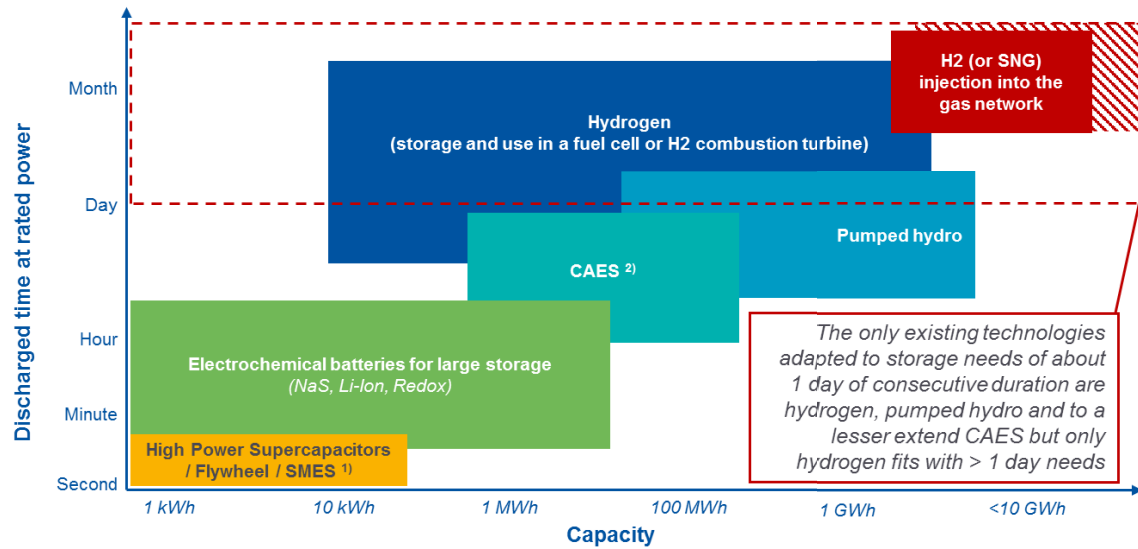 Discharged time at rated power
Month
Day
Hour
Minute
Second
H2 (or SNG)
injection into the
gas network
Hydrogen
(storage and use in a fuel cell or H2 combustion turbine)
Pumped hydro
CAES 2)
Electrochemical batteries for large storage
(NaS, Li-Ion, Redox)
High Power Supercapacitors
/ Flywheel / SMES 1)
The only existing technologies
adapted to storage needs of about
1 day of consecutive duration are
hydrogen, pumped hydro and to a
lesser extend CAES but only
hydrogen fits with > 1 day needs
1 kWh
10 kWh
1 MWh
100 MWh
1 GWh
<10 GWh
Capacity